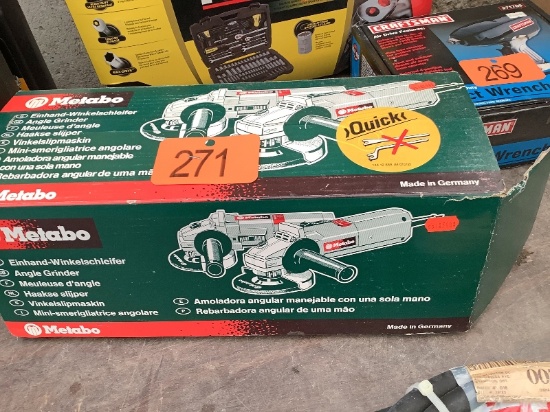 CRAFTSMAN
269
Wrench
CRAFTSMAN
Wrench
Metabo
Einhand-Winkelschleifer
Angle Grinder
Meuleuse d'angle
Haakse slijper
Vinkelslipmaskin
Mini-smerigliatrice angolare
Amoladora angular manejable
con una sola mano
Rebarbadora angular de uma mão
271
Quick
Made in Germany
Metabo
Metabo
Einhand-Winkelschleifer
Angle Grinder
Meuleuse d'angle
Haakse slijper
Vinkelslipmaskin
Mini-smerigliatrice angolare
Amoladora angular manejable con una sola mano
Rebarbadora angular de uma mão
Metabo
Made in Germany
00